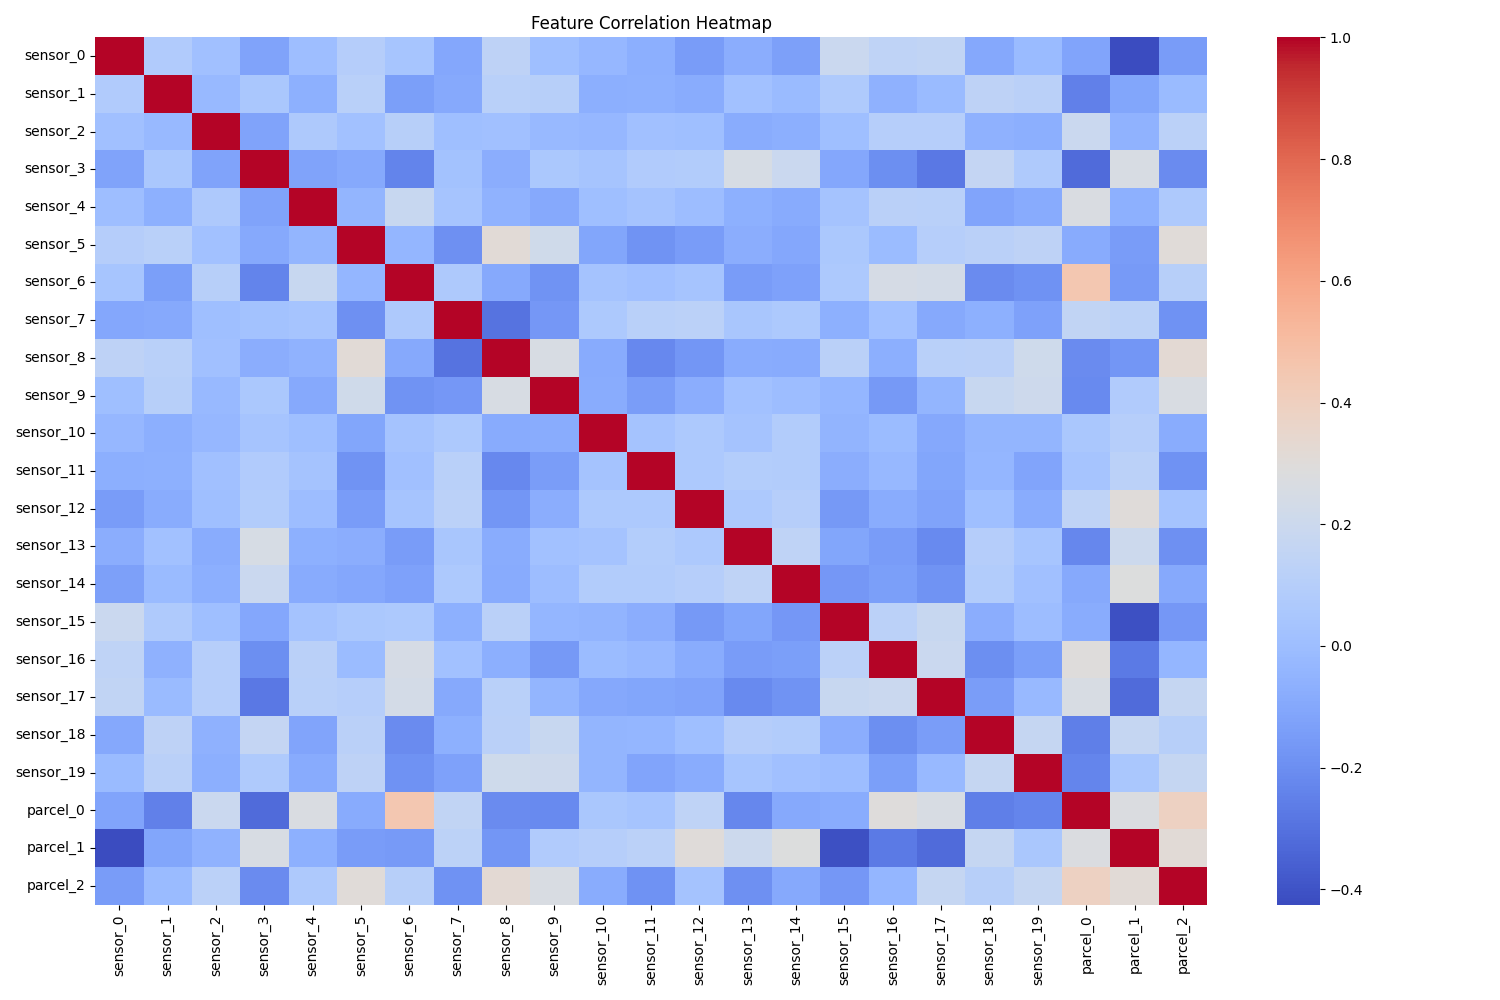 Feature Correlation Heatmap
sensor_0
sensor_1
sensor_2
sensor_3
sensor_4
sensor_5
sensor_6
sensor_7
sensor_8
sensor_9
sensor_10
sensor_11
sensor_12
sensor_13
sensor_14
sensor_15
sensor_16
sensor_17
sensor_18
sensor_19
parcel_0
parcel_1
parcel_2
sensor_0
sensor_1
sensor_2
sensor_3
sensor_4
sensor_5
sensor_6
sensor_7
sensor_8
sensor_9
sensor_10
sensor_11
sensor_12
sensor_13
sensor_14
sensor_15
sensor_16
sensor_17
sensor_18
sensor_19
parcel_0
parcel_1
parcel_2
1.0
0.8
0.6
0.4
0.2
0.0
−0.2
−0.4